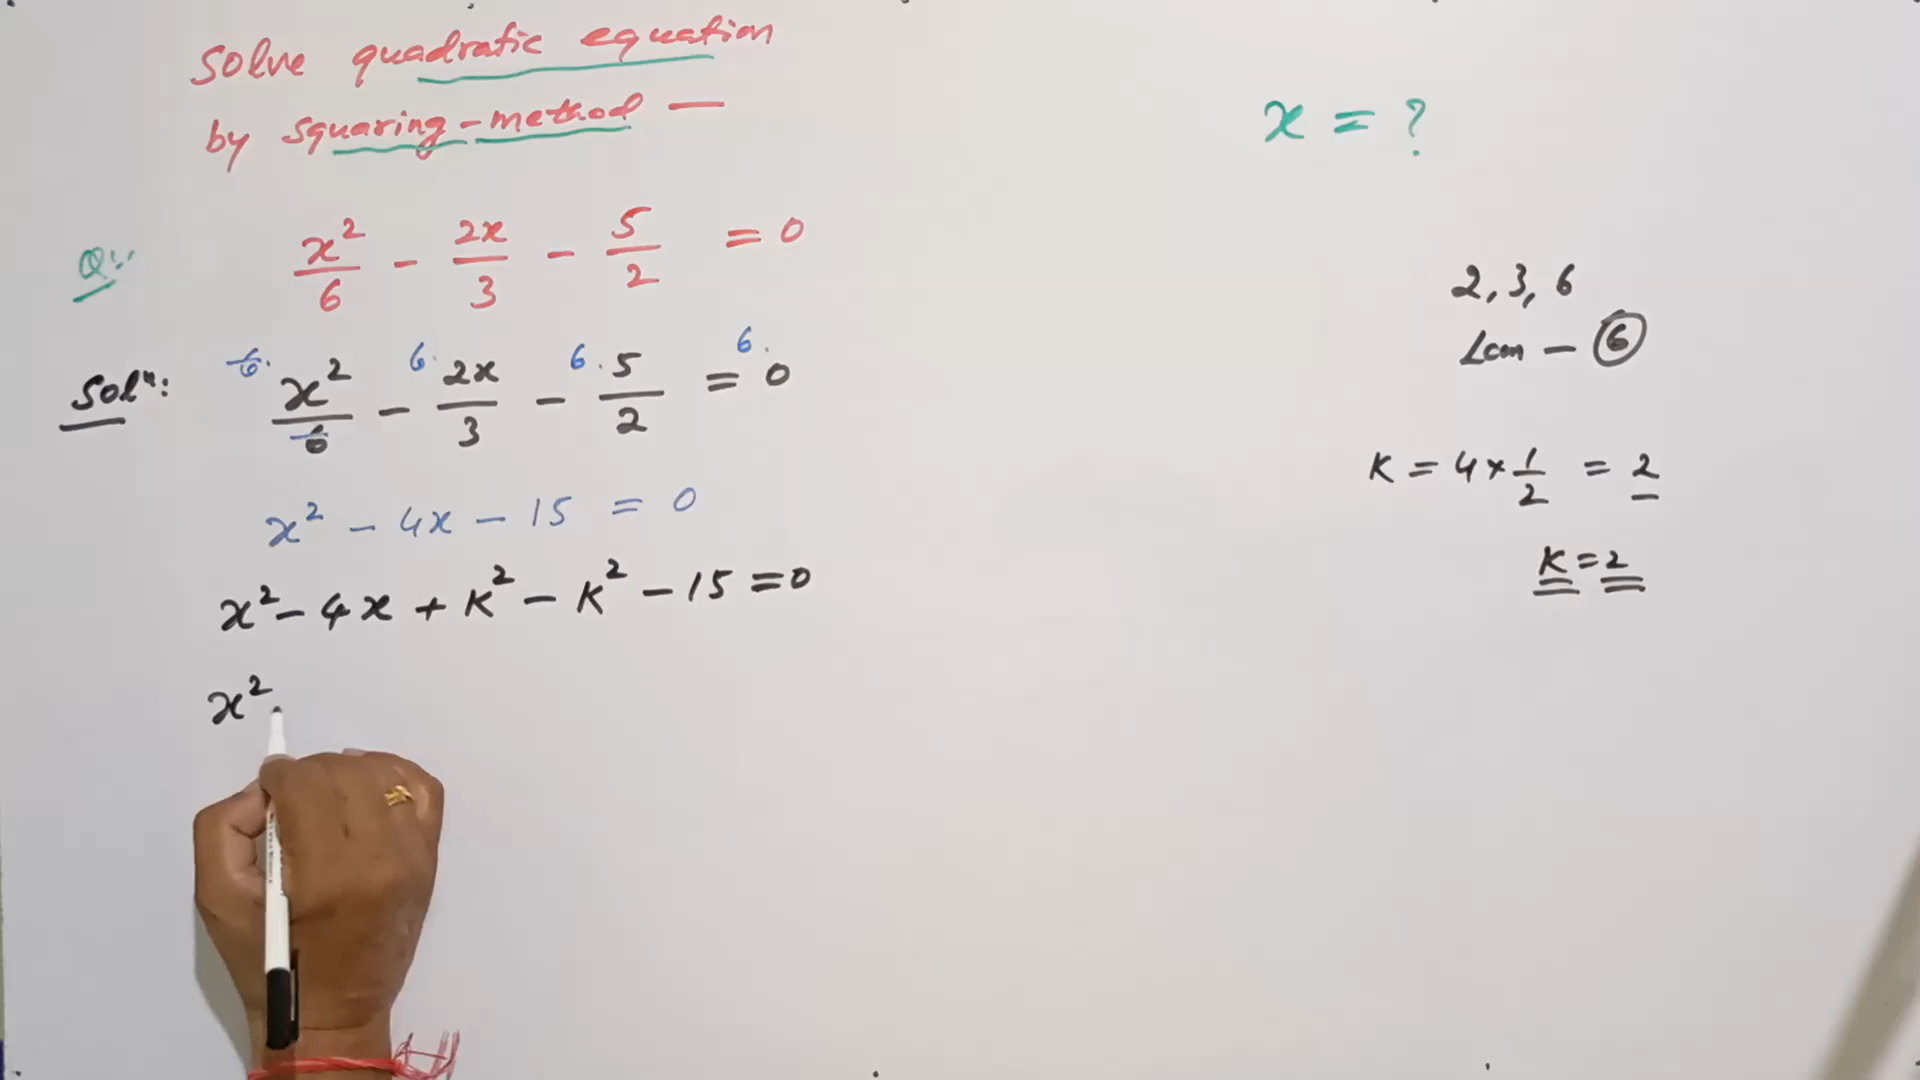 Solve quadratic equation
by squaring-method —
x = ?
Q:- x²/6 - 2x/3 - 5/2 = 0
2, 3, 6
Lcm — 6
Solⁿ: 6. x²/6 - 6. 2x/3 - 6. 5/2 = 6. 0
K = 4 × 1/2 = 2
x² - 4x - 15 = 0
K = 2
x² - 4x + K² - K² - 15 = 0
x²